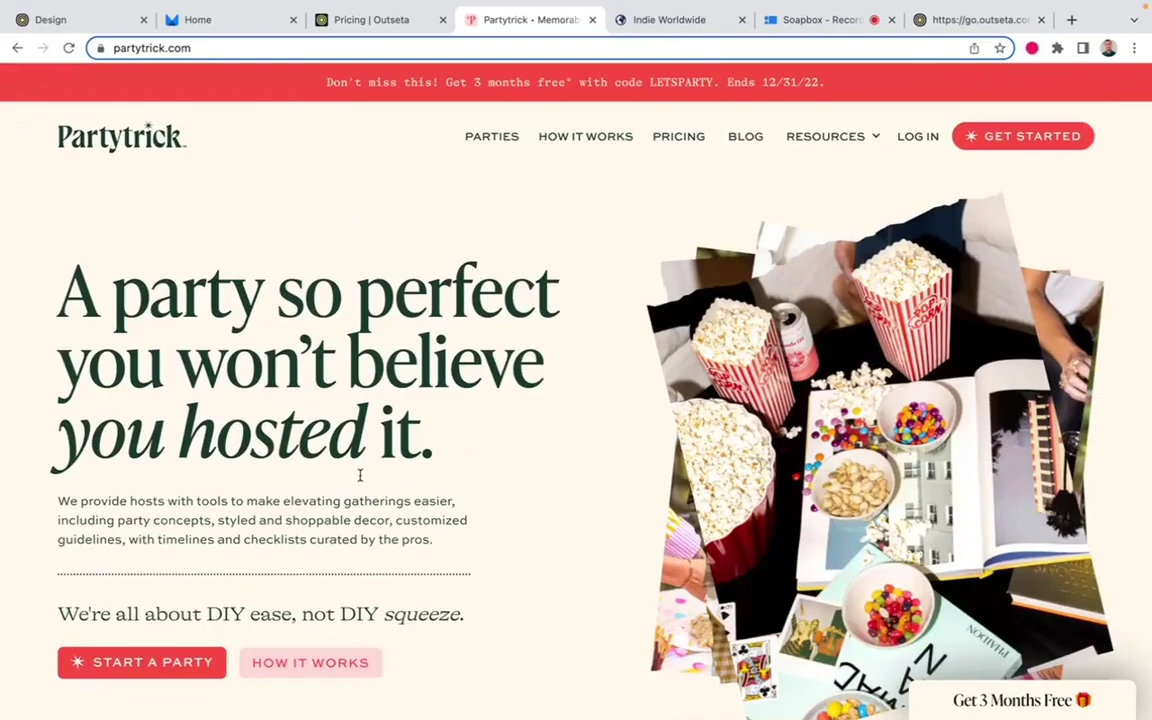 Design
Home
Pricing | Outseta
Partytrick • Memorab
Indie Worldwide
Soapbox - Recor
https://go.outseta.co
partytrick.com
Don't miss this! Get 3 months free* with code LETSPARTY. Ends 12/31/22.
Partytrick
PARTIES
HOW IT WORKS
PRICING
BLOG
RESOURCES
LOG IN
GET STARTED
A party so perfect
you won't believe
you hosted it.
We provide hosts with tools to make elevating gatherings easier,
including party concepts, styled and shoppable decor, customized
guidelines, with timelines and checklists curated by the pros.
We're all about DIY ease, not DIY squeeze.
START A PARTY
HOW IT WORKS
POP CORN
PHAIDON
Get 3 Months Free